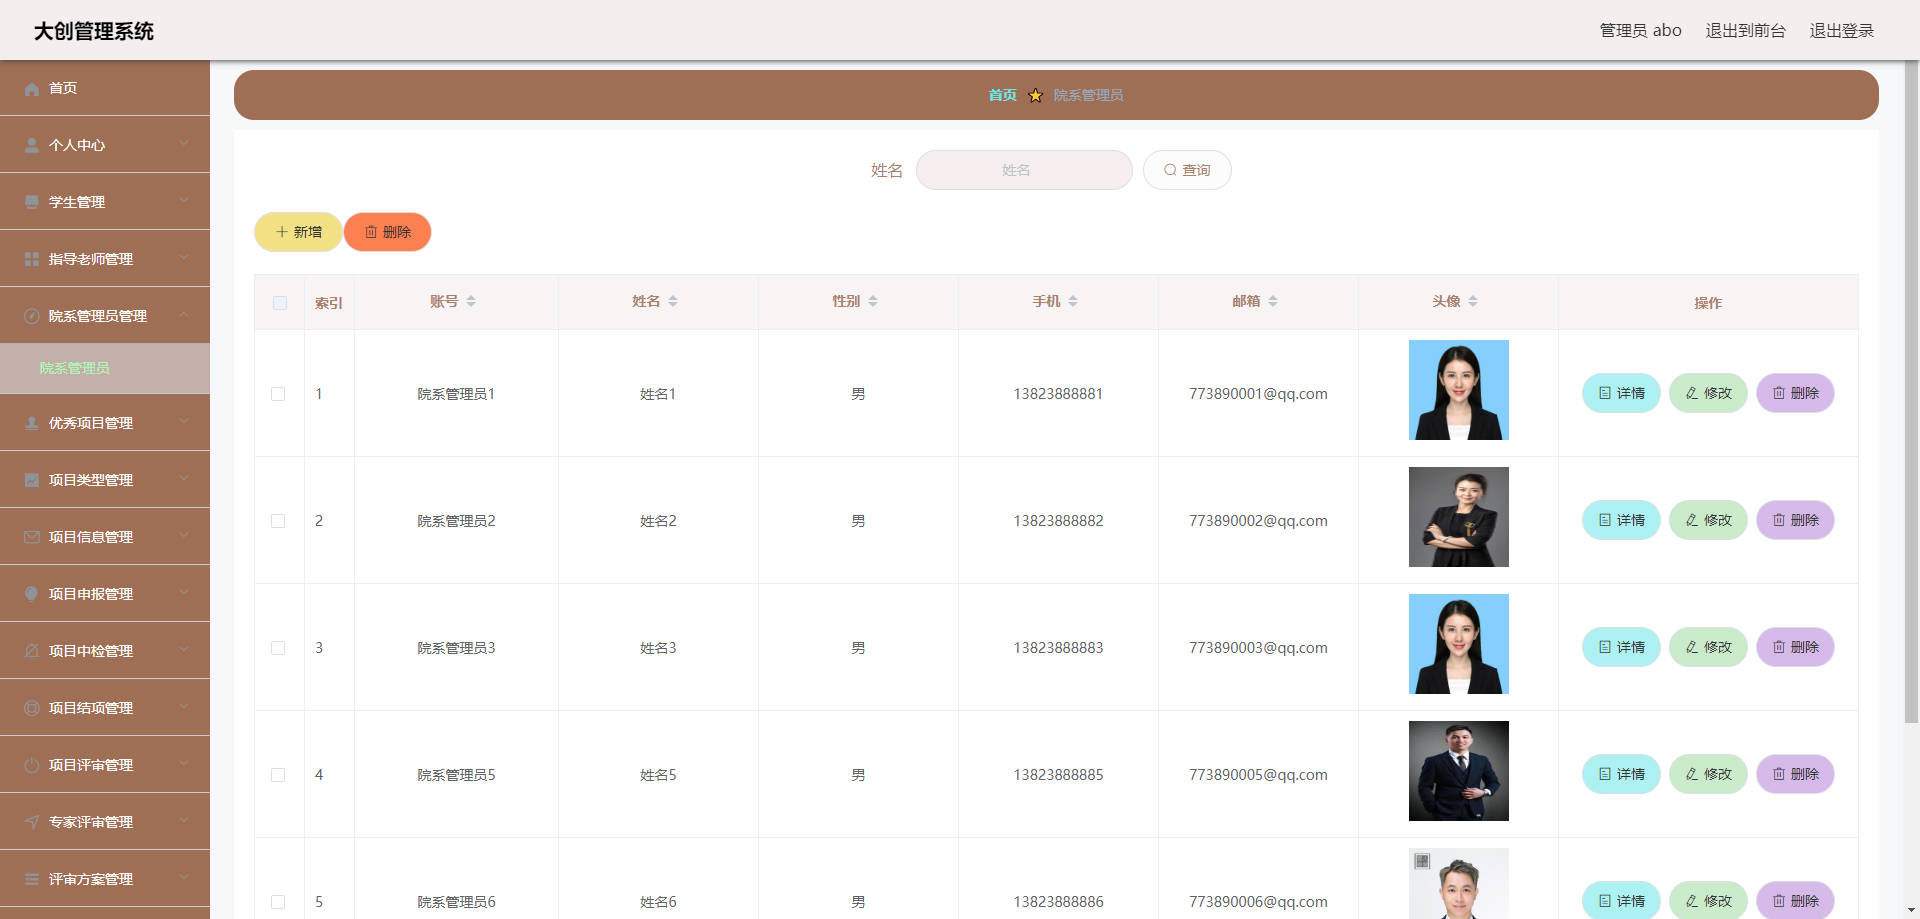 大创管理系统
管理员 abo 退出到前台 退出登录
首页
个人中心
学生管理
指导老师管理
院系管理员管理
院系管理员
优秀项目管理
项目类型管理
项目信息管理
项目申报管理
项目中检管理
项目结项管理
项目评审管理
专家评审管理
评审方案管理
首页 院系管理员
姓名 姓名 查询
新增 删除
索引 账号 姓名 性别 手机 邮箱 头像 操作
1 院系管理员1 姓名1 男 13823888881 773890001@qq.com 详情 修改 删除
2 院系管理员2 姓名2 男 13823888882 773890002@qq.com 详情 修改 删除
3 院系管理员3 姓名3 男 13823888883 773890003@qq.com 详情 修改 删除
4 院系管理员5 姓名5 男 13823888885 773890005@qq.com 详情 修改 删除
5 院系管理员6 姓名6 男 13823888886 773890006@qq.com 详情 修改 删除